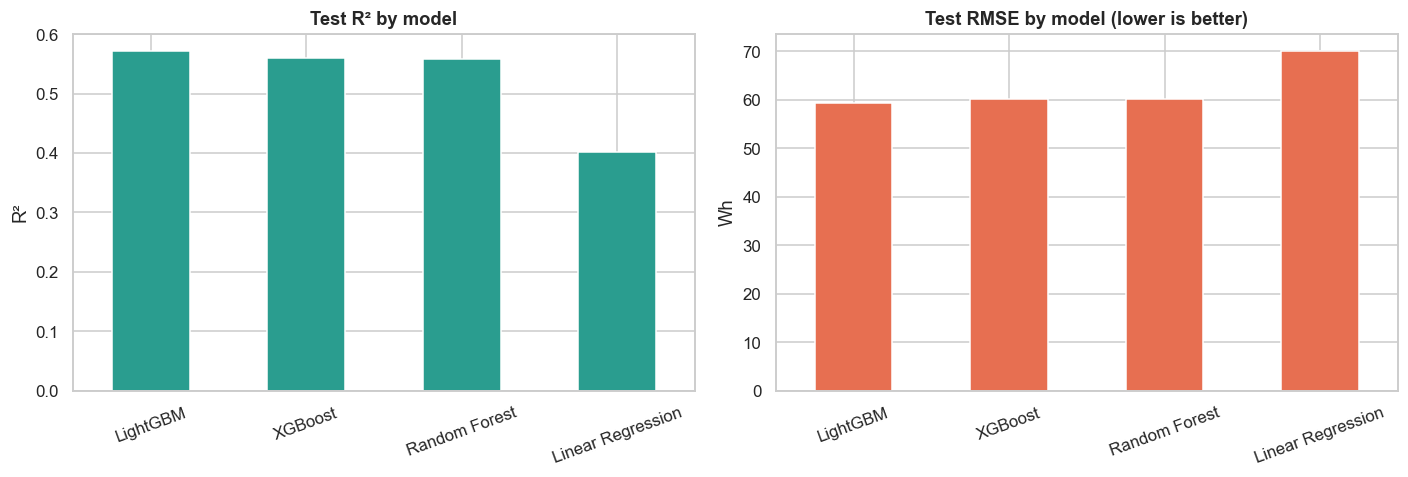 Test R² by model
R²
0.6
0.5
0.4
0.3
0.2
0.1
0.0
LightGBM
XGBoost
Random Forest
Linear Regression
Test RMSE by model (lower is better)
Wh
70
60
50
40
30
20
10
0
LightGBM
XGBoost
Random Forest
Linear Regression